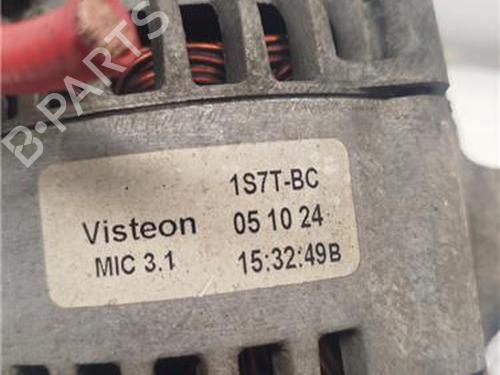 B-PARTS
1S7T-BC
Visteon 05 10 24
MIC 3.1 15:32:49B